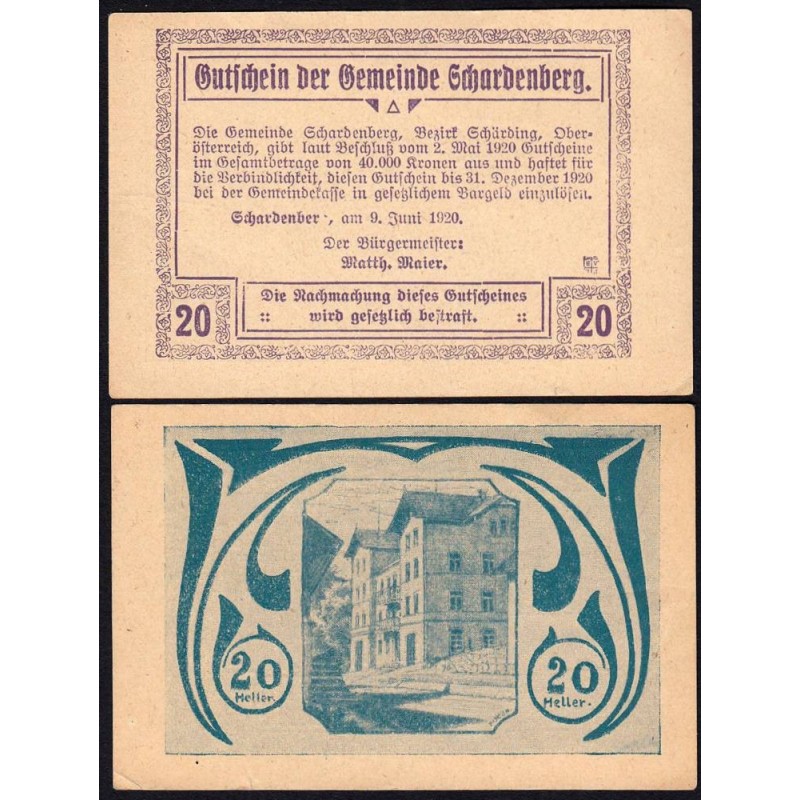 Gutschein der Gemeinde Schardenberg.
Die Gemeinde Schardenberg, Bezirk Schärding, Ober-
österreich, gibt laut Beschluß vom 2. Mai 1920 Gutscheine
im Gesamtbetrage von 40.000 Kronen aus und haftet für
die Verbindlichkeit, diesen Gutschein bis 31. Dezember 1920
bei der Gemeindekasse in gesetzlichem Bargeld einzulösen.
Schardenber , am 9. Juni 1920.
Der Bürgermeister:
Matth. Maier.
20 Die Nachmachung dieses Gutscheines 20
:: wird gesetzlich bestraft. ::
20 20
Heller. Heller.